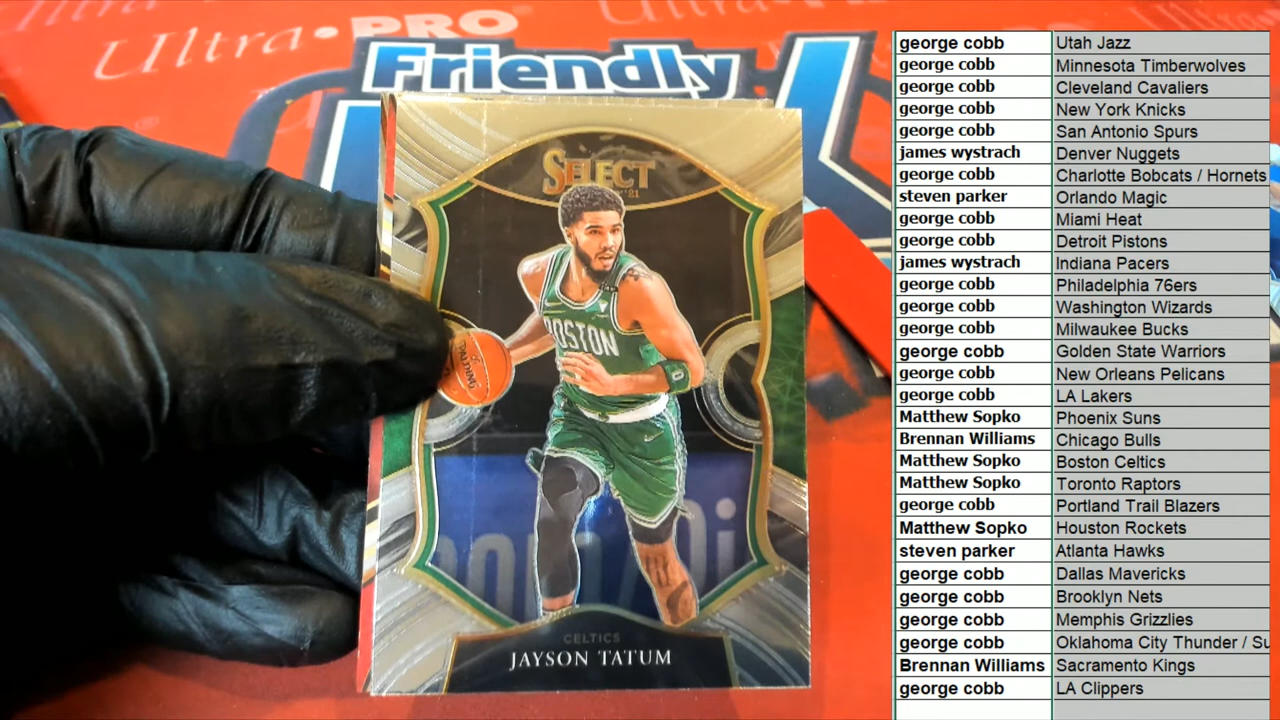 Ultra PRO
Ultra
Friendly
SELECT
'21
SPALDING
BOSTON
CELTICS
JAYSON TATUM
george cobb Utah Jazz
george cobb Minnesota Timberwolves
george cobb Cleveland Cavaliers
george cobb New York Knicks
george cobb San Antonio Spurs
james wystrach Denver Nuggets
george cobb Charlotte Bobcats / Hornets
steven parker Orlando Magic
george cobb Miami Heat
george cobb Detroit Pistons
james wystrach Indiana Pacers
george cobb Philadelphia 76ers
george cobb Washington Wizards
george cobb Milwaukee Bucks
george cobb Golden State Warriors
george cobb New Orleans Pelicans
george cobb LA Lakers
Matthew Sopko Phoenix Suns
Brennan Williams Chicago Bulls
Matthew Sopko Boston Celtics
Matthew Sopko Toronto Raptors
george cobb Portland Trail Blazers
Matthew Sopko Houston Rockets
steven parker Atlanta Hawks
george cobb Dallas Mavericks
george cobb Brooklyn Nets
george cobb Memphis Grizzlies
george cobb Oklahoma City Thunder / Su
Brennan Williams Sacramento Kings
george cobb LA Clippers